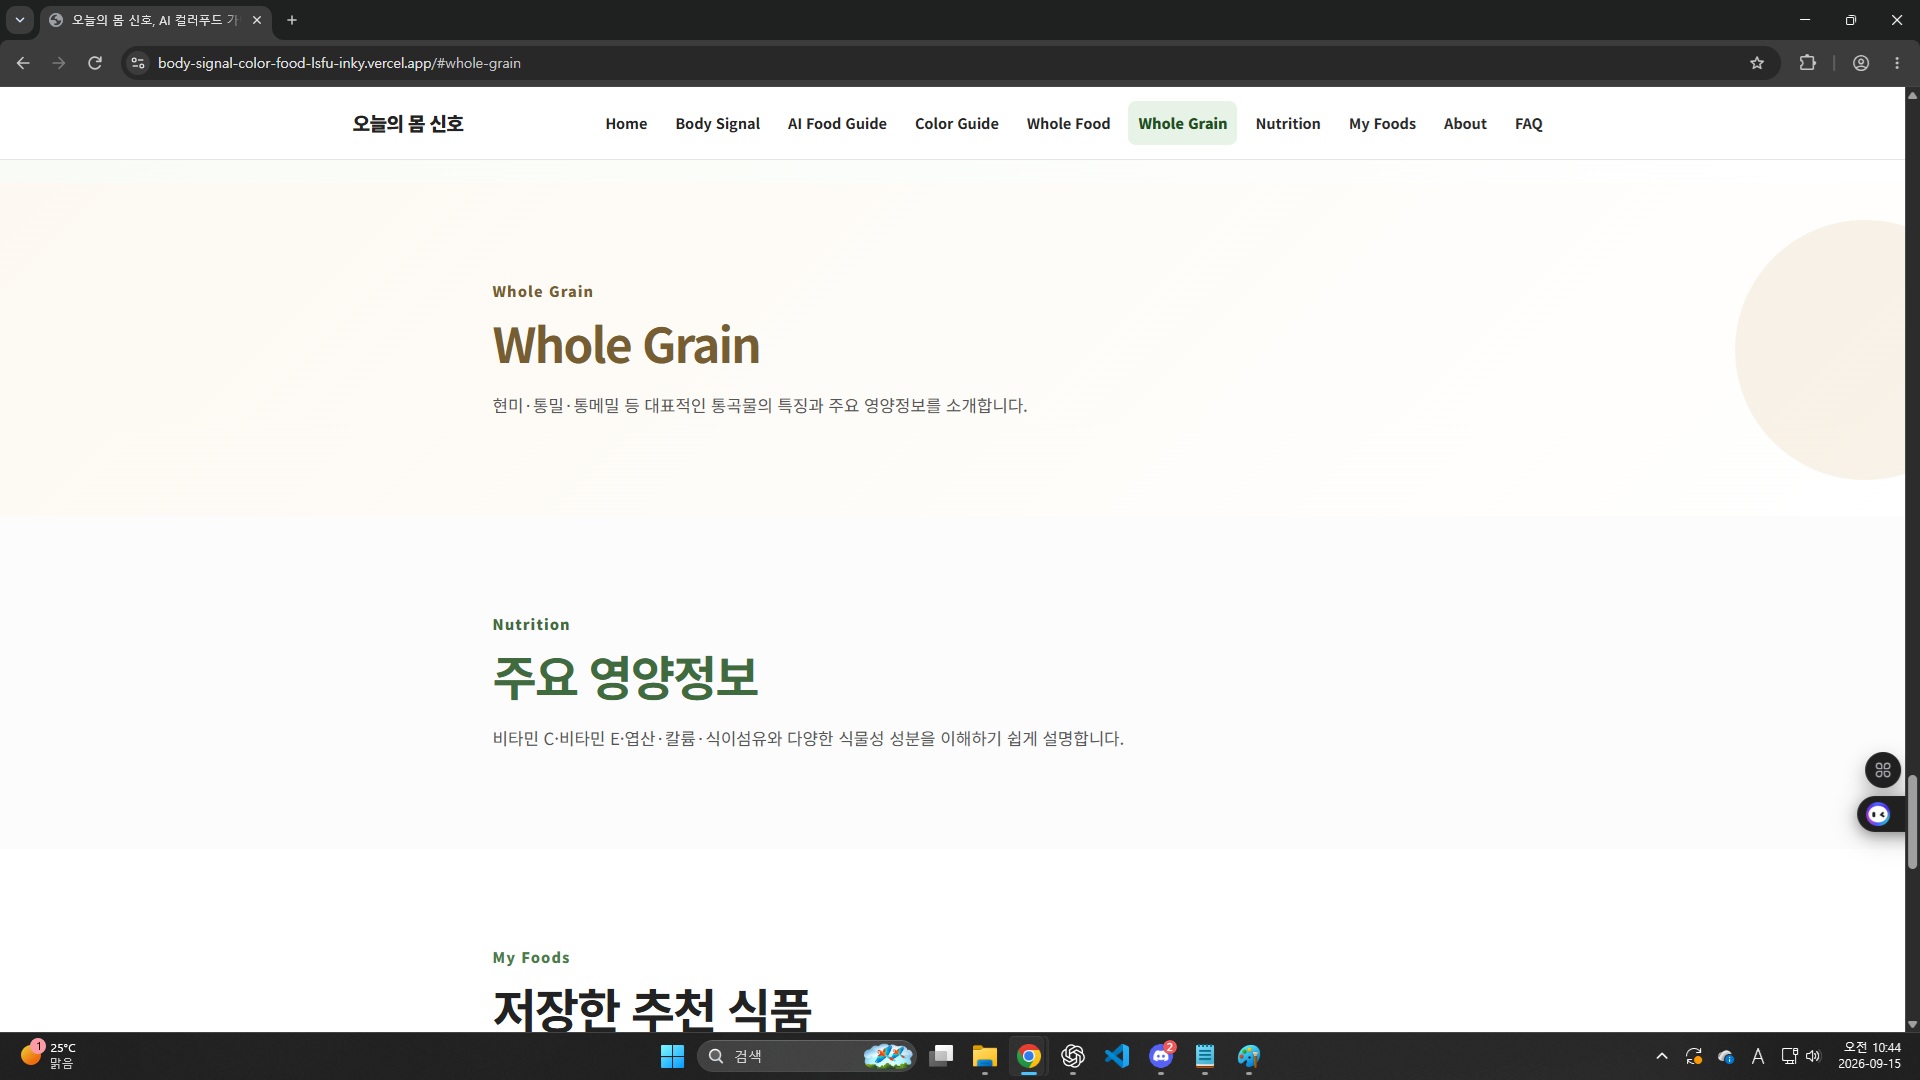 오늘의 몸 신호, AI 컬러푸드 가
body-signal-color-food-lsfu-inky.vercel.app/#whole-grain
오늘의 몸 신호
Home
Body Signal
AI Food Guide
Color Guide
Whole Food
Whole Grain
Nutrition
My Foods
About
FAQ
Whole Grain
Whole Grain
현미·통밀·통메밀 등 대표적인 통곡물의 특징과 주요 영양정보를 소개합니다.
Nutrition
주요 영양정보
비타민 C·비타민 E·엽산·칼륨·식이섬유와 다양한 식물성 성분을 이해하기 쉽게 설명합니다.
My Foods
저장한 추천 식품
1
25°C
맑음
검색
2
A
오전 10:44
2026-09-15